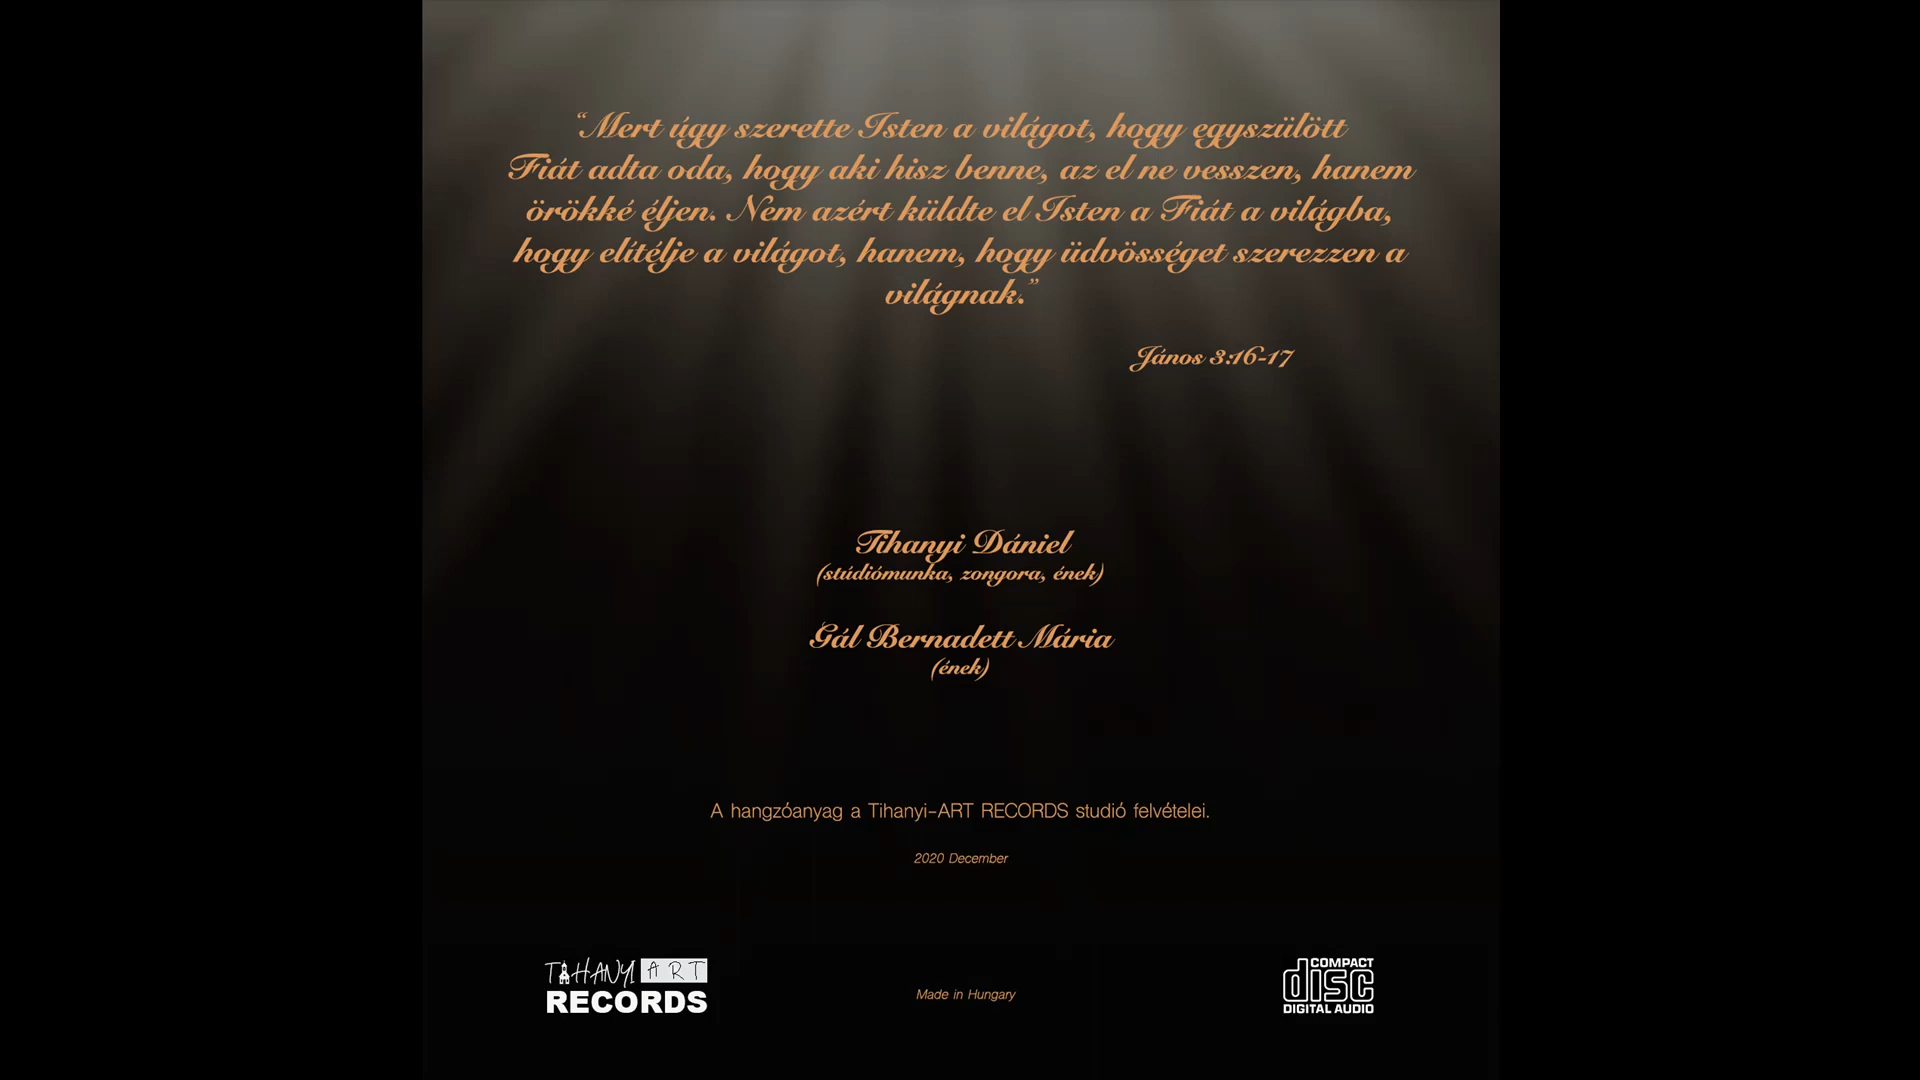 “Mert úgy szerette Isten a világot, hogy egyszülött
Fiát adta oda, hogy aki hisz benne, az el ne vesszen, hanem
örökké éljen. Nem azért küldte el Isten a Fiát a világba,
hogy elítélje a világot, hanem, hogy üdvösséget szerezzen a
világnak.”
János 3:16-17
Tihanyi Dániel
(stúdiómunka, zongora, ének)
Gál Bernadett Mária
(ének)
A hangzóanyag a Tihanyi-ART RECORDS studió felvételei.
2020 December
TIHANYI ART
RECORDS
Made in Hungary
COMPACT
disc
DIGITAL AUDIO